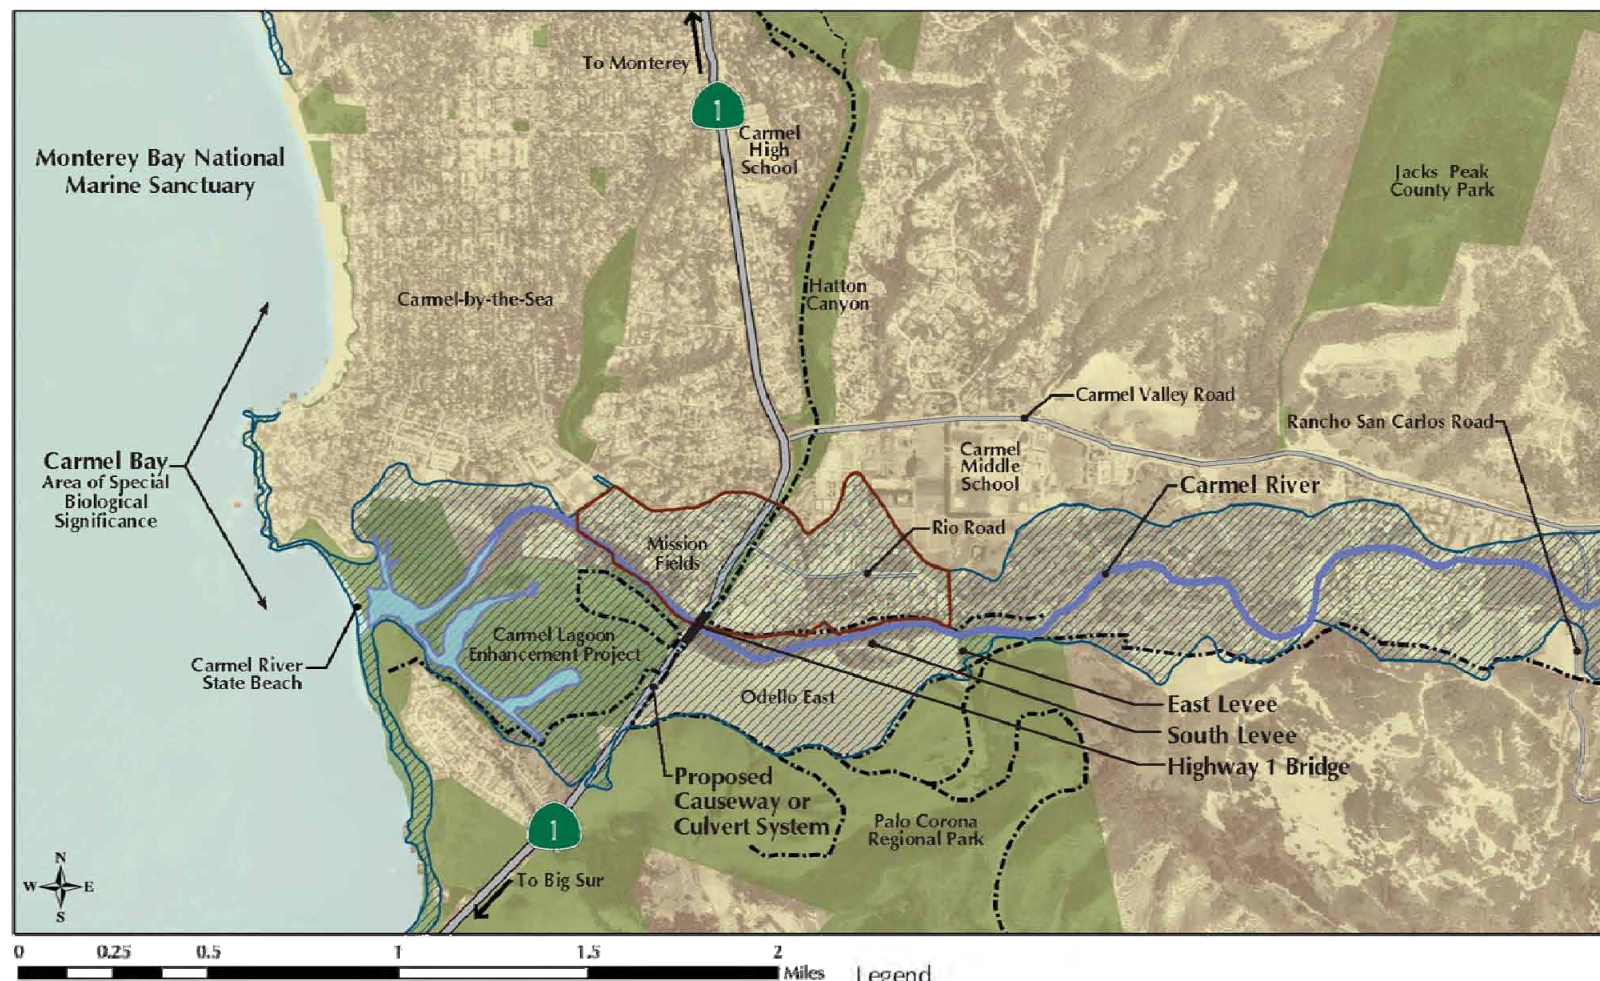 To Monterey
1
Carmel
High
School
Monterey Bay National
Marine Sanctuary
Jacks Peak
County Park
Hatton
Canyon
Carmel-by-the-Sea
Carmel Valley Road
Rancho San Carlos Road
Carmel Bay
Area of Special
Biological
Significance
Carmel
Middle
School
Carmel River
Rio Road
Mission
Fields
Carmel Lagoon
Enhancement Project
Carmel River
State Beach
Odello East
East Levee
South Levee
Highway 1 Bridge
Proposed
Causeway or
Culvert System
Palo Corona
Regional Park
1
To Big Sur
N
W E
S
0 0.25 0.5 1 1.5 2
Miles
Legend